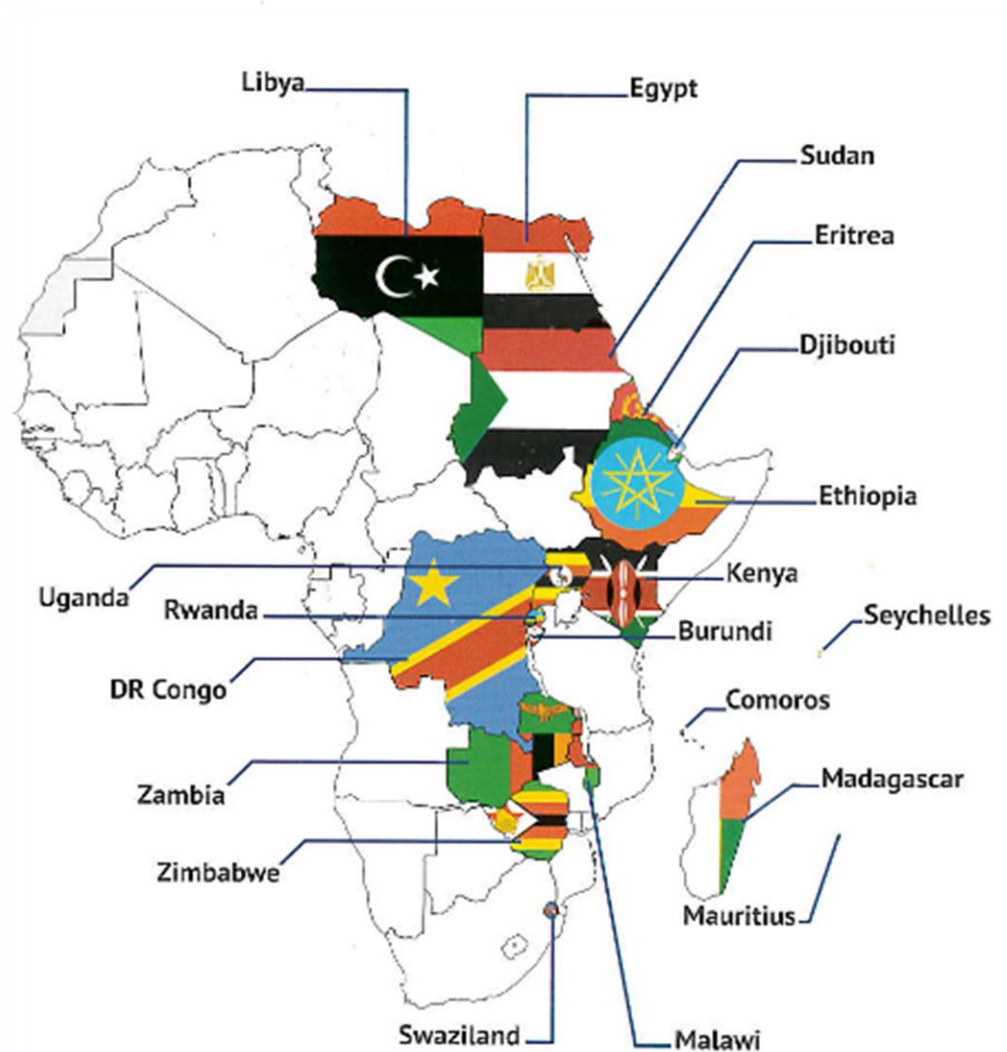 Libya
Egypt
Sudan
Eritrea
Djibouti
Ethiopia
Uganda
Kenya
Rwanda
Seychelles
Burundi
DR Congo
Comoros
Zambia
Madagascar
Zimbabwe
Mauritius
Swaziland
Malawi